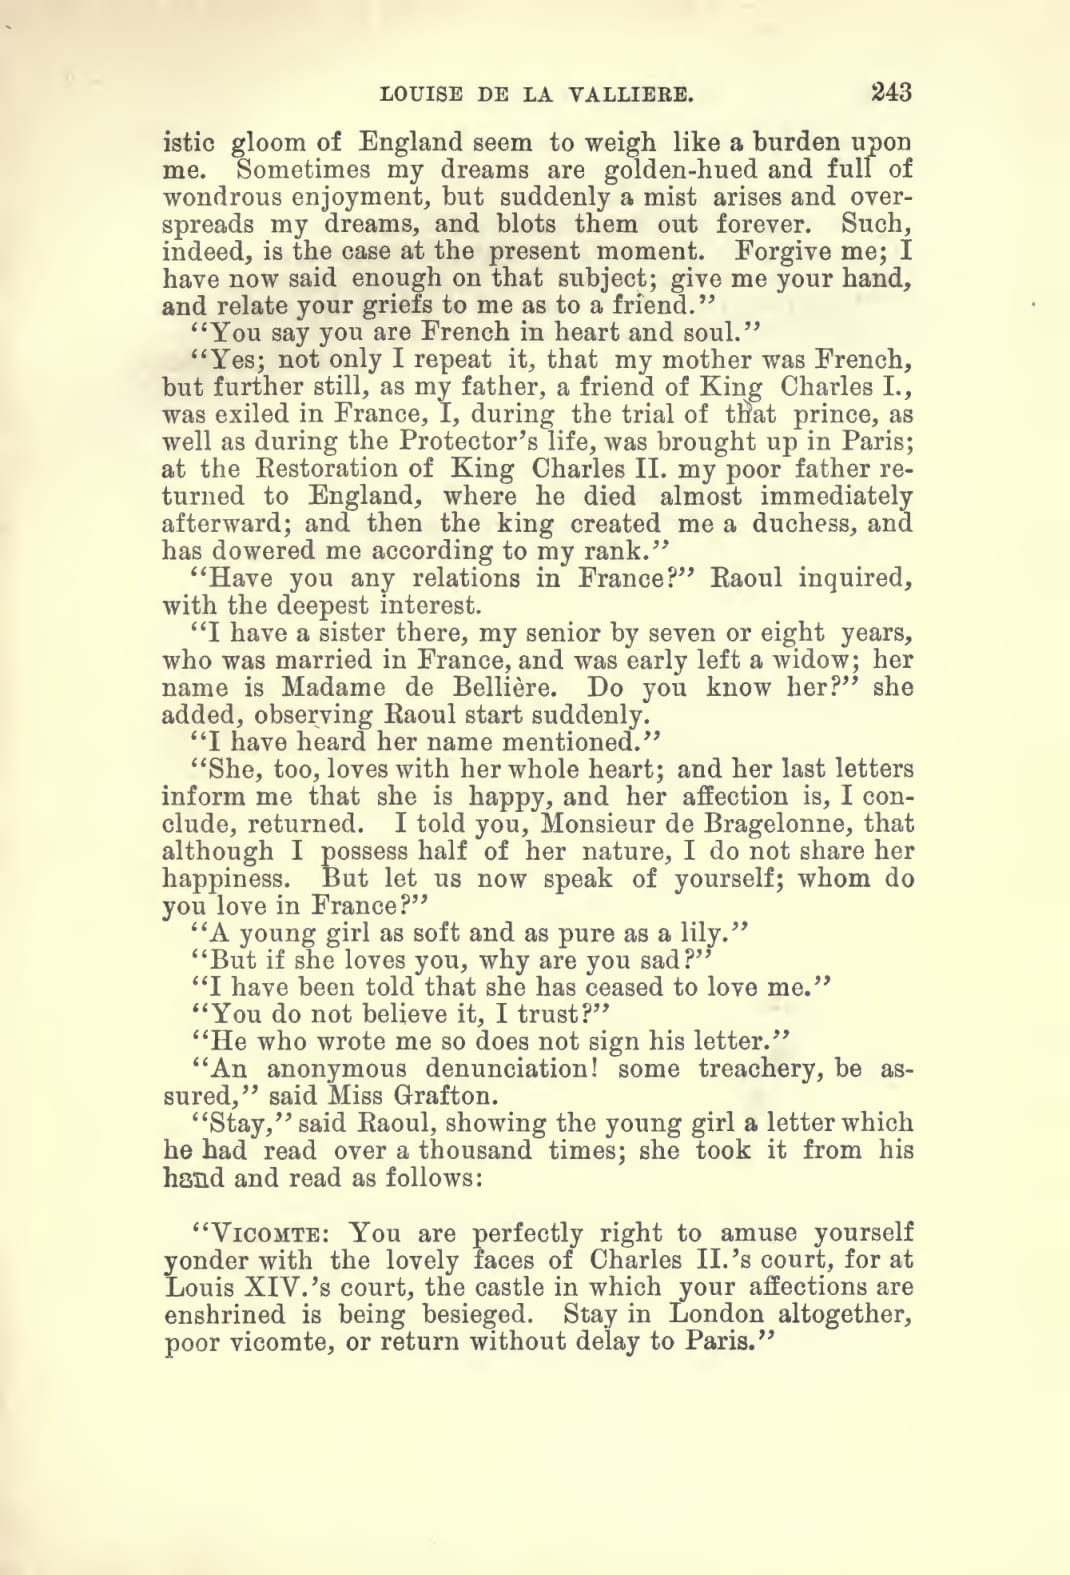 LOUISE DE LA VALLIERE. 243
istic gloom of England seem to weigh like a burden upon
me. Sometimes my dreams are golden-hued and full of
wondrous enjoyment, but suddenly a mist arises and over-
spreads my dreams, and blots them out forever. Such,
indeed, is the case at the present moment. Forgive me; I
have now said enough on that subject; give me your hand,
and relate your griefs to me as to a friend."
"You say you are French in heart and soul."
"Yes; not only I repeat it, that my mother was French,
but further still, as my father, a friend of King Charles I.,
was exiled in France, I, during the trial of that prince, as
well as during the Protector's life, was brought up in Paris;
at the Restoration of King Charles II. my poor father re-
turned to England, where he died almost immediately
afterward; and then the king created me a duchess, and
has dowered me according to my rank."
"Have you any relations in France?" Raoul inquired,
with the deepest interest.
"I have a sister there, my senior by seven or eight years,
who was married in France, and was early left a widow; her
name is Madame de Bellière. Do you know her?" she
added, observing Raoul start suddenly.
"I have heard her name mentioned."
"She, too, loves with her whole heart; and her last letters
inform me that she is happy, and her affection is, I con-
clude, returned. I told you, Monsieur de Bragelonne, that
although I possess half of her nature, I do not share her
happiness. But let us now speak of yourself; whom do
you love in France?"
"A young girl as soft and as pure as a lily."
"But if she loves you, why are you sad?"
"I have been told that she has ceased to love me."
"You do not believe it, I trust?"
"He who wrote me so does not sign his letter."
"An anonymous denunciation! some treachery, be as-
sured," said Miss Grafton.
"Stay," said Raoul, showing the young girl a letter which
he had read over a thousand times; she took it from his
hand and read as follows:
"VICOMTE: You are perfectly right to amuse yourself
yonder with the lovely faces of Charles II.'s court, for at
Louis XIV.'s court, the castle in which your affections are
enshrined is being besieged. Stay in London altogether,
poor vicomte, or return without delay to Paris."